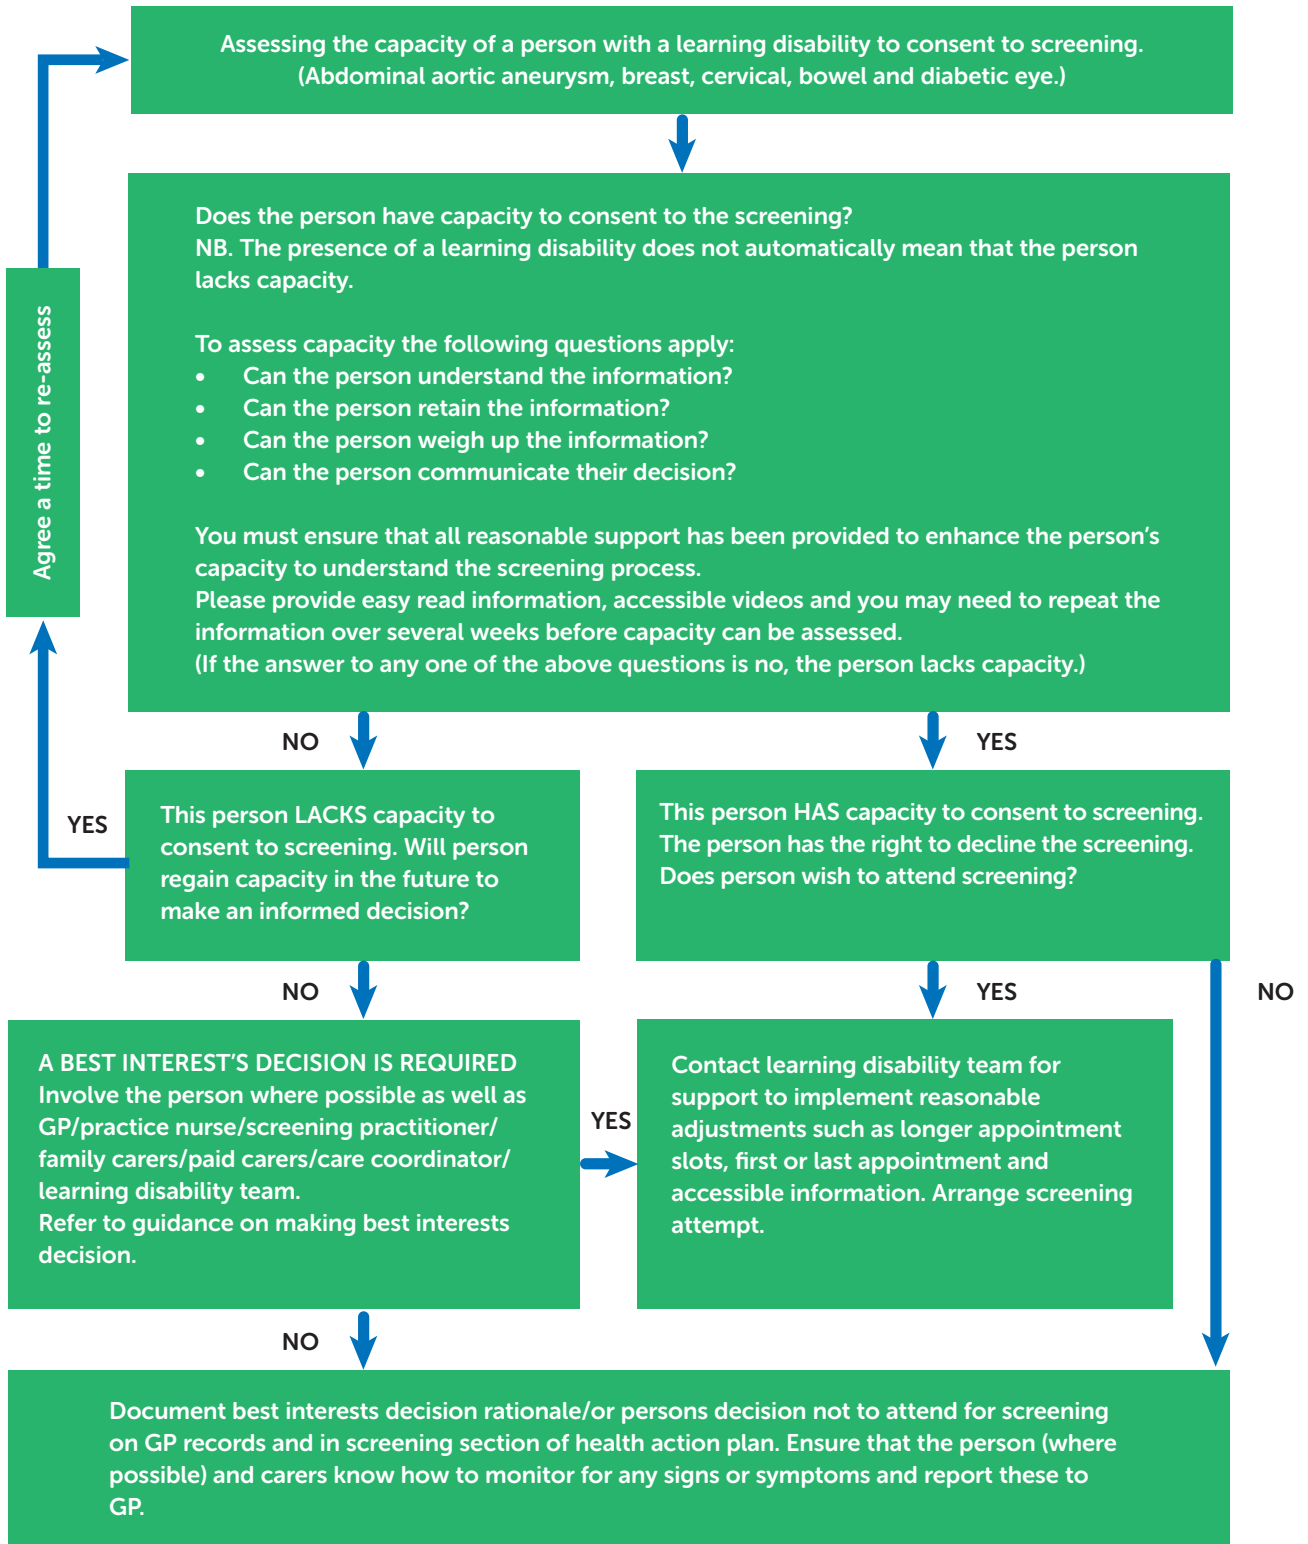 Assessing the capacity of a person with a learning disability to consent to screening.
(Abdominal aortic aneurysm, breast, cervical, bowel and diabetic eye.)
Does the person have capacity to consent to the screening?
NB. The presence of a learning disability does not automatically mean that the person
lacks capacity.
To assess capacity the following questions apply:
• Can the person understand the information?
• Can the person retain the information?
• Can the person weigh up the information?
• Can the person communicate their decision?
You must ensure that all reasonable support has been provided to enhance the person's
capacity to understand the screening process.
Please provide easy read information, accessible videos and you may need to repeat the
information over several weeks before capacity can be assessed.
(If the answer to any one of the above questions is no, the person lacks capacity.)
Agree a time to re-assess
NO
YES
YES
This person LACKS capacity to
consent to screening. Will person
regain capacity in the future to
make an informed decision?
This person HAS capacity to consent to screening.
The person has the right to decline the screening.
Does person wish to attend screening?
NO
YES
NO
A BEST INTEREST'S DECISION IS REQUIRED
Involve the person where possible as well as
GP/practice nurse/screening practitioner/
family carers/paid carers/care coordinator/
learning disability team.
Refer to guidance on making best interests
decision.
YES
Contact learning disability team for
support to implement reasonable
adjustments such as longer appointment
slots, first or last appointment and
accessible information. Arrange screening
attempt.
NO
Document best interests decision rationale/or persons decision not to attend for screening
on GP records and in screening section of health action plan. Ensure that the person (where
possible) and carers know how to monitor for any signs or symptoms and report these to
GP.